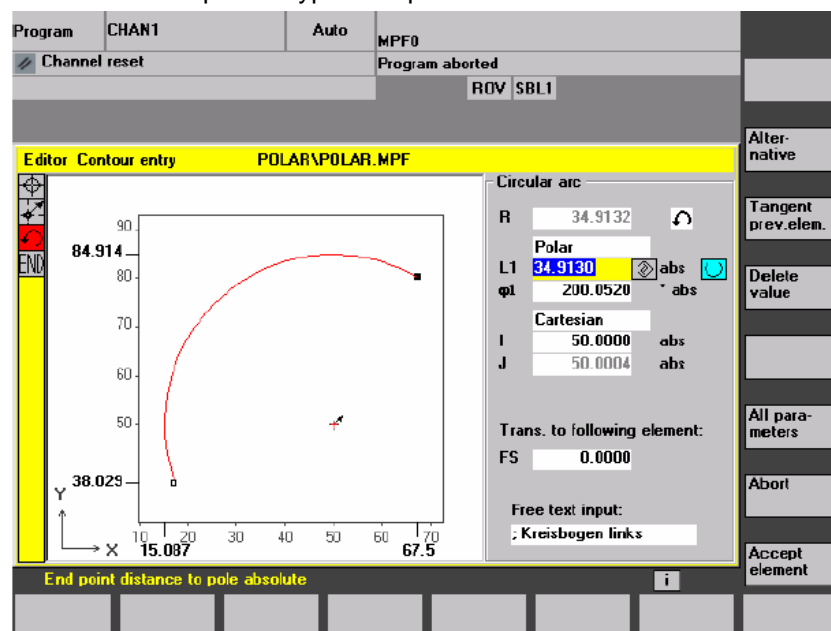 Program CHAN1 Auto MPF0
Channel reset Program aborted
ROV SBL1
Editor Contour entry POLAR\POLAR.MPF
Alter-
native
Tangent
prev.elem.
Delete
value
All para-
meters
Abort
Accept
element
END
90
84.914
80
70
60
50
38.029
Y
X
10 20 30 40 50 60 70
15.087 67.5
Circular arc
R 34.9132
Polar
L1 34.9130 abs
φ1 200.0520 ° abs
Cartesian
I 50.0000 abs
J 50.0004 abs
Trans. to following element:
FS 0.0000
Free text input:
; Kreisbogen links
End point distance to pole absolute i